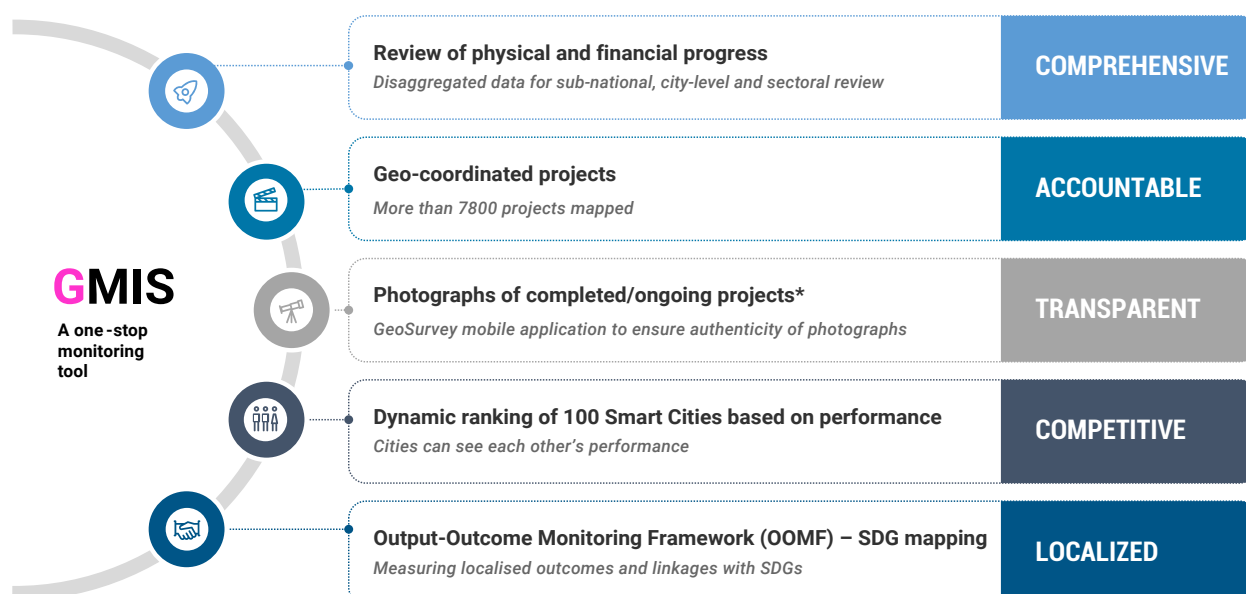 Review of physical and financial progress
Disaggregated data for sub-national, city-level and sectoral review
COMPREHENSIVE
Geo-coordinated projects
More than 7800 projects mapped
ACCOUNTABLE
GMIS
A one-stop
monitoring
tool
Photographs of completed/ongoing projects*
GeoSurvey mobile application to ensure authenticity of photographs
TRANSPARENT
Dynamic ranking of 100 Smart Cities based on performance
Cities can see each other’s performance
COMPETITIVE
Output-Outcome Monitoring Framework (OOMF) – SDG mapping
Measuring localised outcomes and linkages with SDGs
LOCALIZED